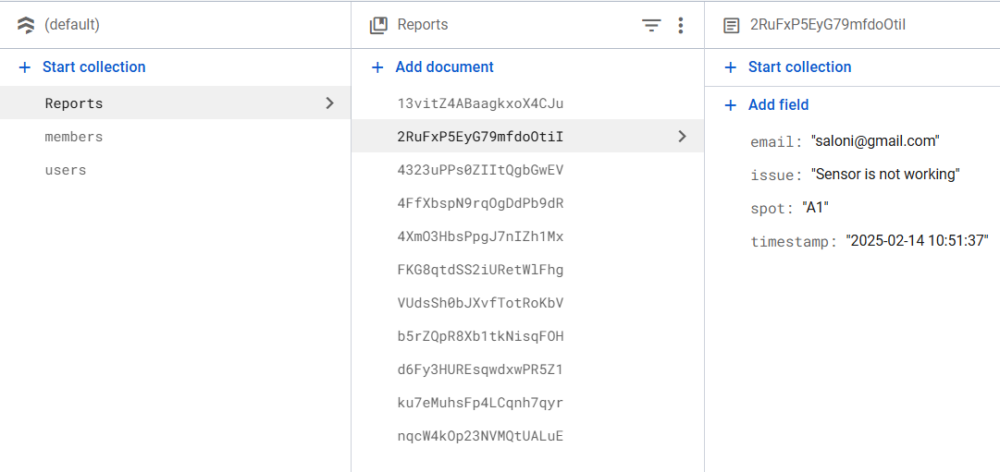 (default)
Start collection
Reports
members
users
Reports
Add document
13vitZ4ABaagkxoX4CJu
2RuFxP5EyG79mfdoOtiI
4323uPPs0ZIItQgbGwEV
4FfXbspN9rqOgDdPb9dR
4XmO3HbsPpgJ7nIZh1Mx
FKG8qtdSS2iURetWlFhg
VUdsSh0bJXvfTotRoKbV
b5rZQpR8Xb1tkNisqFOH
d6Fy3HUREsqwdxwPR5Z1
ku7eMuhsFp4LCqnh7qyr
nqcW4kOp23NVMQtUALuE
2RuFxP5EyG79mfdoOtiI
Start collection
Add field
email: "saloni@gmail.com"
issue: "Sensor is not working"
spot: "A1"
timestamp: "2025-02-14 10:51:37"